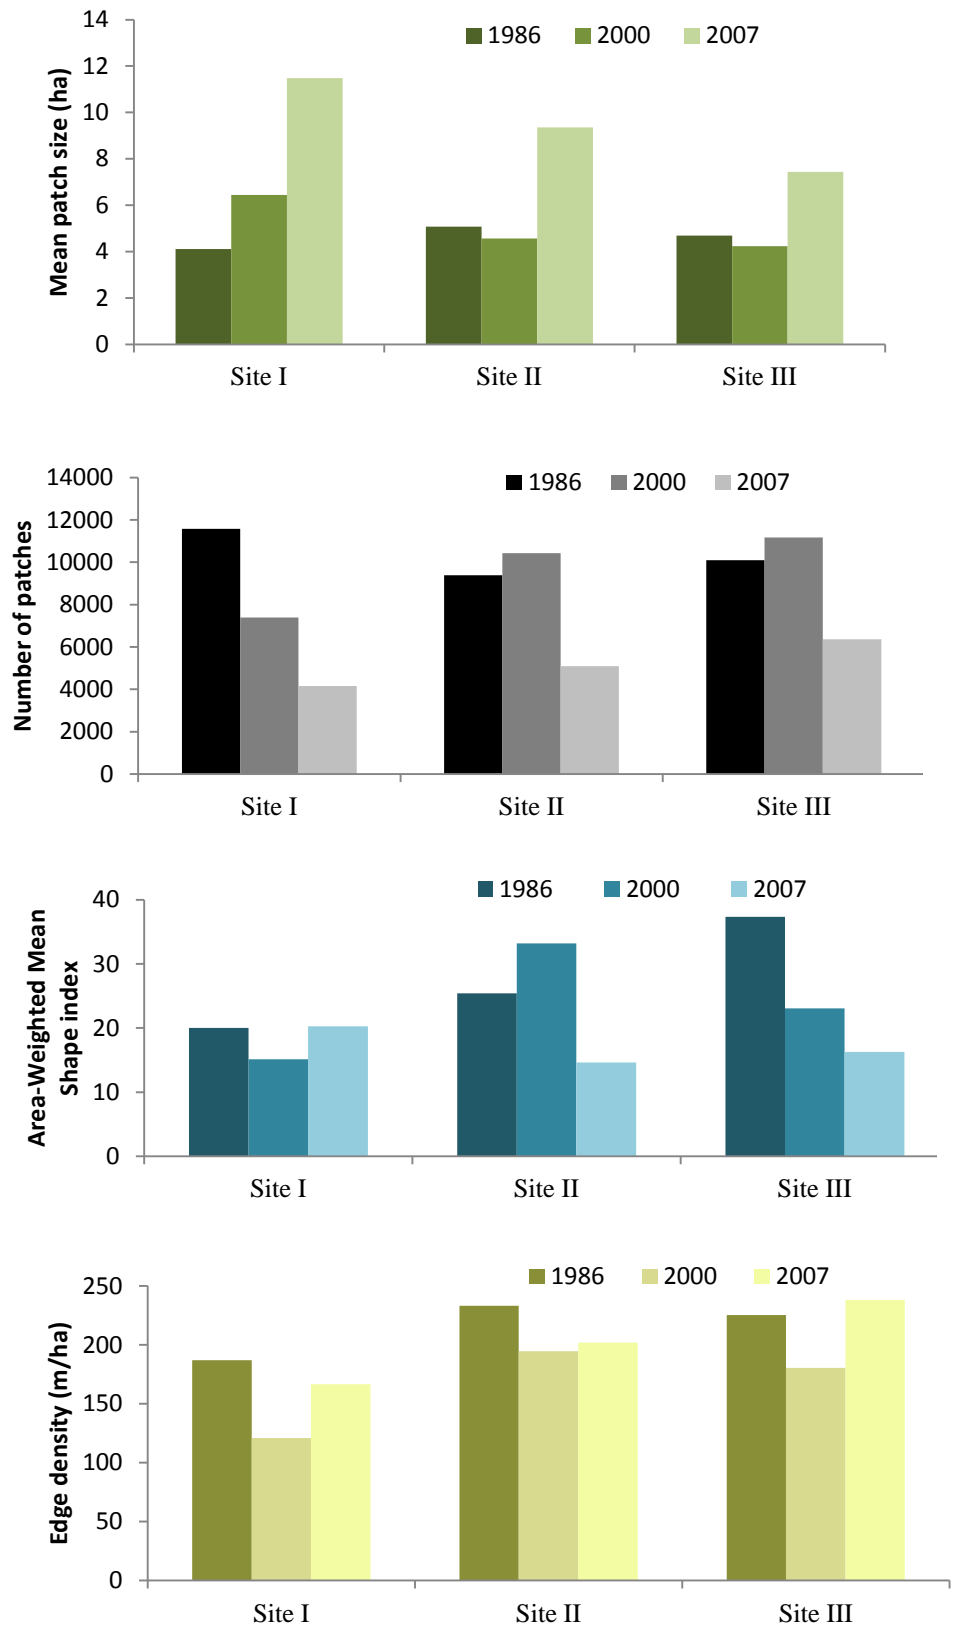 Mean patch size (ha)
14
12
10
8
6
4
2
0
1986 2000 2007
Site I Site II Site III
Number of patches
14000
12000
10000
8000
6000
4000
2000
0
1986 2000 2007
Site I Site II Site III
Area-Weighted Mean
Shape index
40
30
20
10
0
1986 2000 2007
Site I Site II Site III
Edge density (m/ha)
250
200
150
100
50
0
1986 2000 2007
Site I Site II Site III